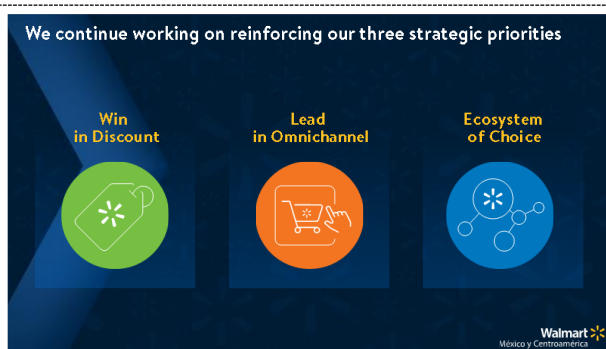 We continue working on reinforcing our three strategic priorities
Win
in Discount
Lead
in Omnichannel
Ecosystem
of Choice
Walmart
México y Centroamérica